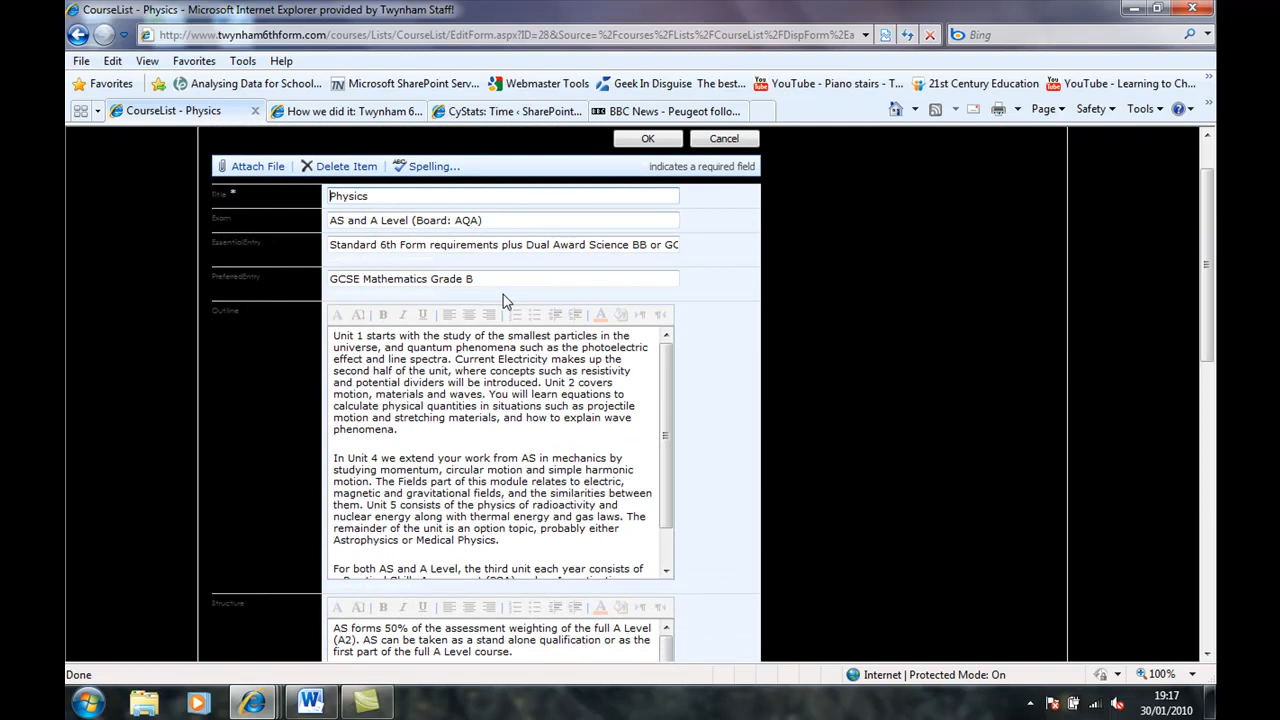 CourseList - Physics - Microsoft Internet Explorer provided by Twynham Staff!
http://www.twynham6thform.com/courses/Lists/CourseList/EditForm.aspx?ID=28&Source=%2Fcourses%2FLists%2FCourseList%2FDispForm%2Ea
Bing
File Edit View Favorites Tools Help
Favorites Analysing Data for School... Microsoft SharePoint Serv... Webmaster Tools Geek In Disguise The best... YouTube - Piano stairs - T... 21st Century Education YouTube - Learning to Ch...
CourseList - Physics How we did it: Twynham 6... CyStats: Time ‹ SharePoint... BBC News - Peugeot follo... Page Safety Tools
OK Cancel
Attach File Delete Item Spelling... indicates a required field
Title * Physics
Exam AS and A Level (Board: AQA)
EssentialEntry Standard 6th Form requirements plus Dual Award Science BB or GC
PreferredEntry GCSE Mathematics Grade B
Outline
Unit 1 starts with the study of the smallest particles in the
universe, and quantum phenomena such as the photoelectric
effect and line spectra. Current Electricity makes up the
second half of the unit, where concepts such as resistivity
and potential dividers will be introduced. Unit 2 covers
motion, materials and waves. You will learn equations to
calculate physical quantities in situations such as projectile
motion and stretching materials, and how to explain wave
phenomena.
In Unit 4 we extend your work from AS in mechanics by
studying momentum, circular motion and simple harmonic
motion. The Fields part of this module relates to electric,
magnetic and gravitational fields, and the similarities between
them. Unit 5 consists of the physics of radioactivity and
nuclear energy along with thermal energy and gas laws. The
remainder of the unit is an option topic, probably either
Astrophysics or Medical Physics.
For both AS and A Level, the third unit each year consists of
Structure
AS forms 50% of the assessment weighting of the full A Level
(A2). AS can be taken as a stand alone qualification or as the
first part of the full A Level course.
Done Internet | Protected Mode: On 100%
19:17
30/01/2010